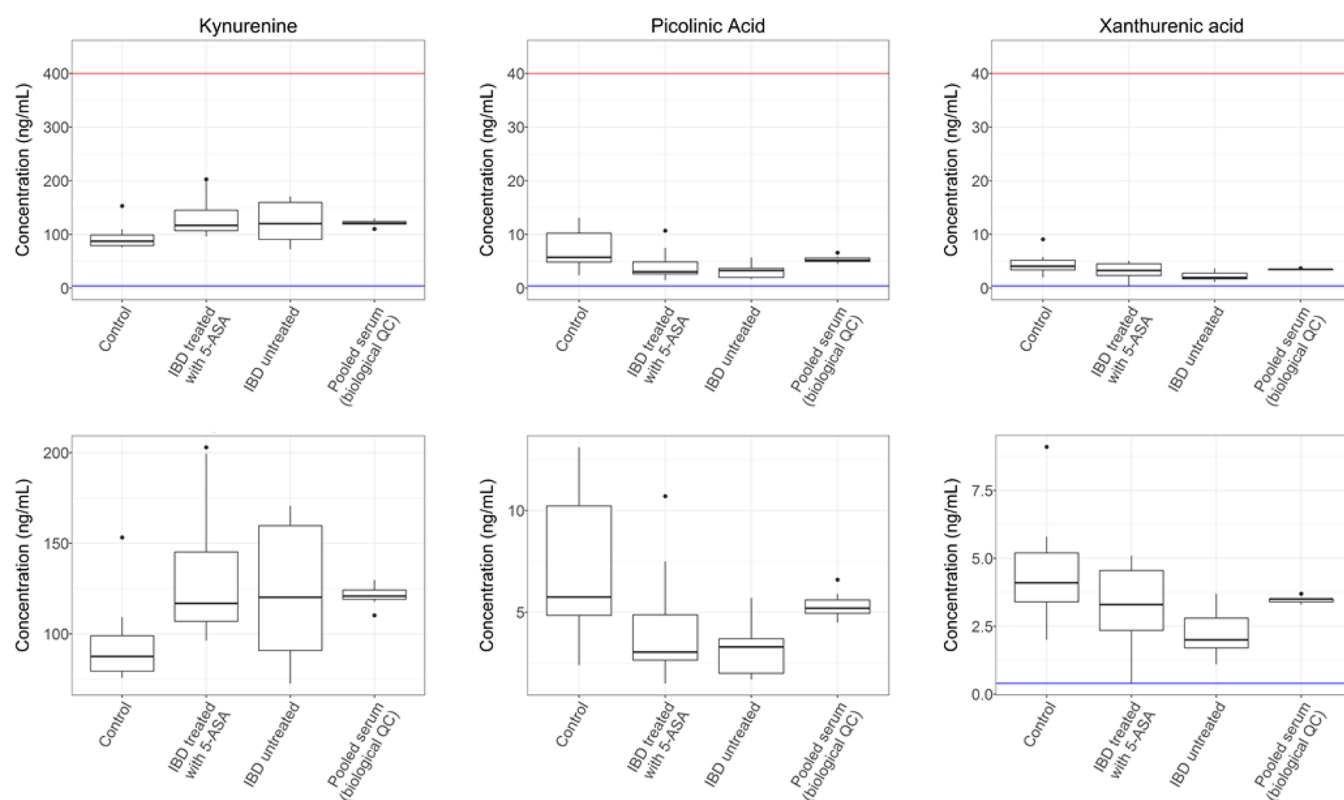 Kynurenine
Concentration (ng/mL)
400
300
200
100
0
Control
IBD treated
with 5-ASA
IBD untreated
Pooled serum
(biological QC)
Picolinic Acid
Concentration (ng/mL)
40
30
20
10
0
Control
IBD treated
with 5-ASA
IBD untreated
Pooled serum
(biological QC)
Xanthurenic acid
Concentration (ng/mL)
40
30
20
10
0
Control
IBD treated
with 5-ASA
IBD untreated
Pooled serum
(biological QC)
Concentration (ng/mL)
200
150
100
Control
IBD treated
with 5-ASA
IBD untreated
Pooled serum
(biological QC)
Concentration (ng/mL)
10
5
Control
IBD treated
with 5-ASA
IBD untreated
Pooled serum
(biological QC)
Concentration (ng/mL)
7.5
5.0
2.5
0.0
Control
IBD treated
with 5-ASA
IBD untreated
Pooled serum
(biological QC)